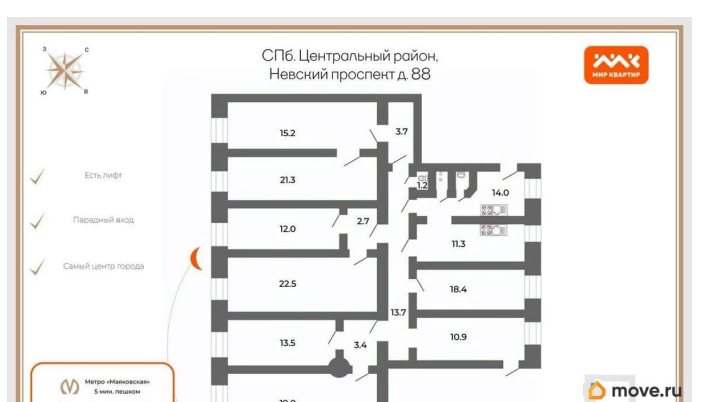 СПб. Центральный район,
Невский проспект д. 88
МИР КВАРТИР
З
С
Ю
В
Есть лифт
Парадный вход
Самый центр города
Метро «Маяковская»
5 мин. пешком
15.2
3.7
21.3
1.2
14.0
12.0
2.7
11.3
22.5
18.4
13.7
13.5
3.4
10.9
move.ru